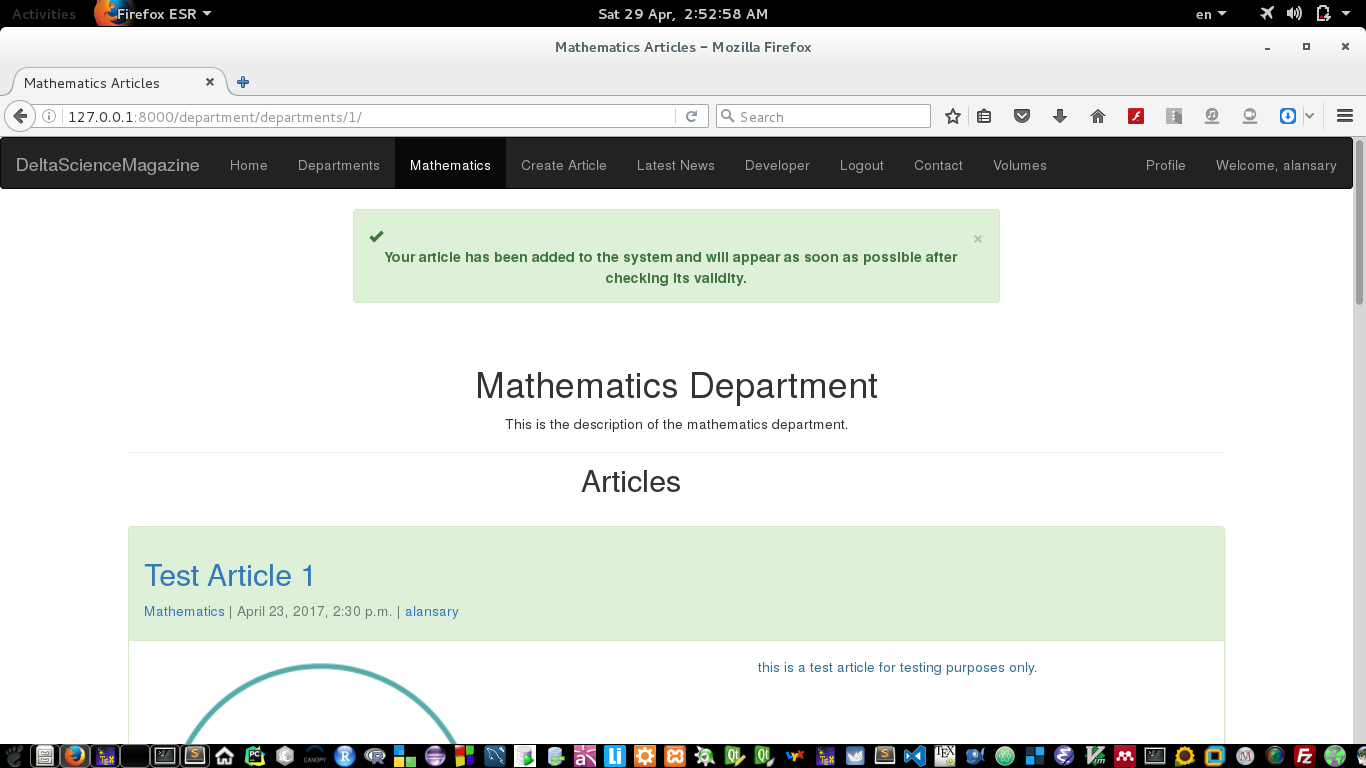 Activities Firefox ESR Sat 29 Apr, 2:52:58 AM en
Mathematics Articles – Mozilla Firefox
Mathematics Articles
127.0.0.1:8000/department/departments/1/ Search
DeltaScienceMagazine Home Departments Mathematics Create Article Latest News Developer Logout Contact Volumes Profile Welcome, alansary
×
Your article has been added to the system and will appear as soon as possible after
checking its validity.
Mathematics Department
This is the description of the mathematics department.
Articles
Test Article 1
Mathematics | April 23, 2017, 2:30 p.m. | alansary
this is a test article for testing purposes only.